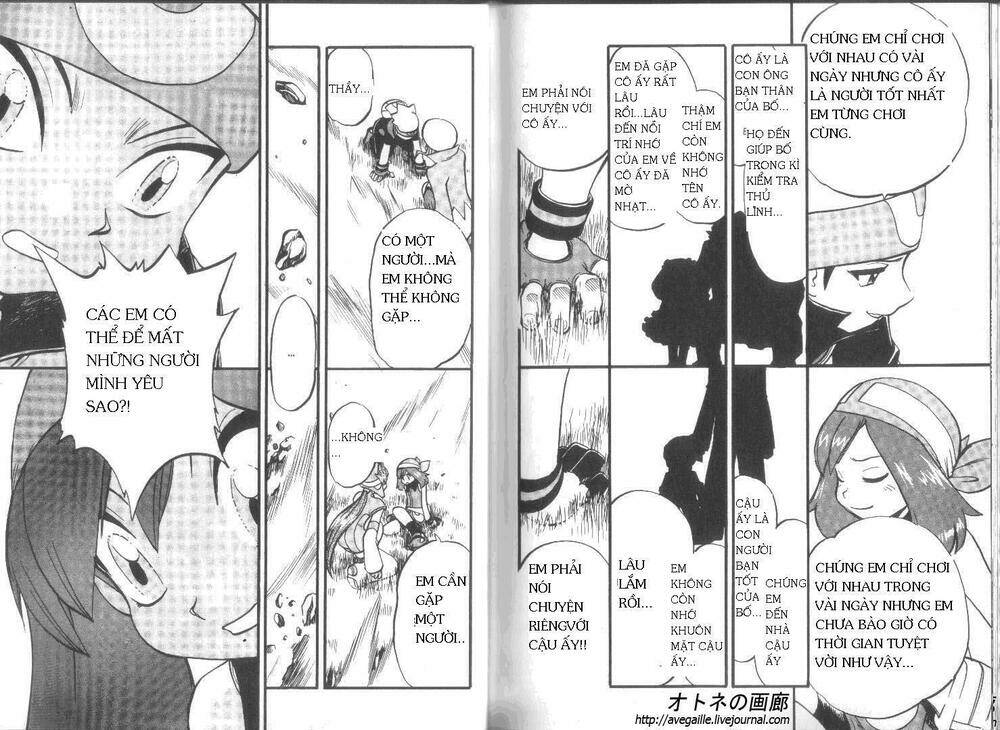 CHÚNG EM CHỈ CHƠI
VỚI NHAU CÓ VÀI
NGÀY NHƯNG CÔ ẤY
LÀ NGƯỜI TỐT NHẤT
EM TỪNG CHƠI
CÙNG.
CÔ ẤY LÀ
CON ÔNG
BẠN THÂN
CỦA BỐ...
HỌ ĐẾN
GIÚP BỐ
TRONG KÌ
KIỂM TRA
THỦ
LĨNH...
EM ĐÃ GẶP
CÔ ẤY RẤT
LÂU
RỒI...LÂU
ĐẾN NỖI
TRÍ NHỚ
CỦA EM VỀ
CÔ ẤY ĐÃ
MỜ
NHẠT...
THẬM
CHÍ EM
CÒN
KHÔNG
NHỚ
TÊN
CÔ ẤY.
EM PHẢI NÓI
CHUYỆN VỚI
CÔ ẤY...
CHÚNG EM CHỈ CHƠI
VỚI NHAU TRONG
VÀI NGÀY NHƯNG EM
CHƯA BAO GIỜ CÓ
THỜI GIAN TUYỆT
VỜI NHƯ VẬY...
CẬU
ẤY LÀ
CON
NGƯỜI
BẠN
TỐT
CỦA
BỐ...
CHÚNG
EM
ĐẾN
NHÀ
CẬU
ẤY
LÂU
LẮM
RỒI...
EM
KHÔNG
CÒN
NHỚ
KHUÔN
MẶT CẬU
ẤY...
EM PHẢI
NÓI
CHUYỆN
RIÊNGVỚI
CẬU ẤY!!
THẦY...
CÓ MỘT
NGƯỜI...MÀ
EM KHÔNG
THỂ KHÔNG
GẶP...
...KHÔNG
EM CẦN
GẶP
MỘT
NGƯỜI..
...
CÁC EM CÓ
THỂ ĐỂ MẤT
NHỮNG NGƯỜI
MÌNH YÊU
SAO?!
オトネの画廊
http://avegaille.livejournal.com/